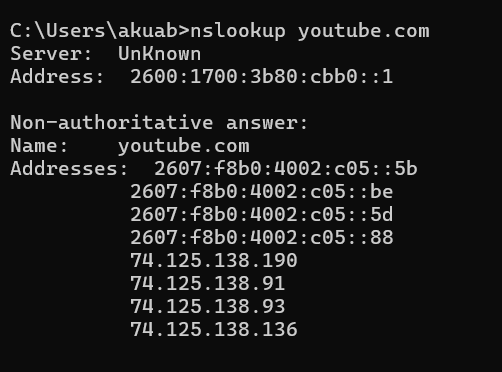 C:\Users\akuab>nslookup youtube.com
Server:  UnKnown
Address:  2600:1700:3b80:cbb0::1

Non-authoritative answer:
Name:    youtube.com
Addresses:  2607:f8b0:4002:c05::5b
          2607:f8b0:4002:c05::be
          2607:f8b0:4002:c05::5d
          2607:f8b0:4002:c05::88
          74.125.138.190
          74.125.138.91
          74.125.138.93
          74.125.138.136